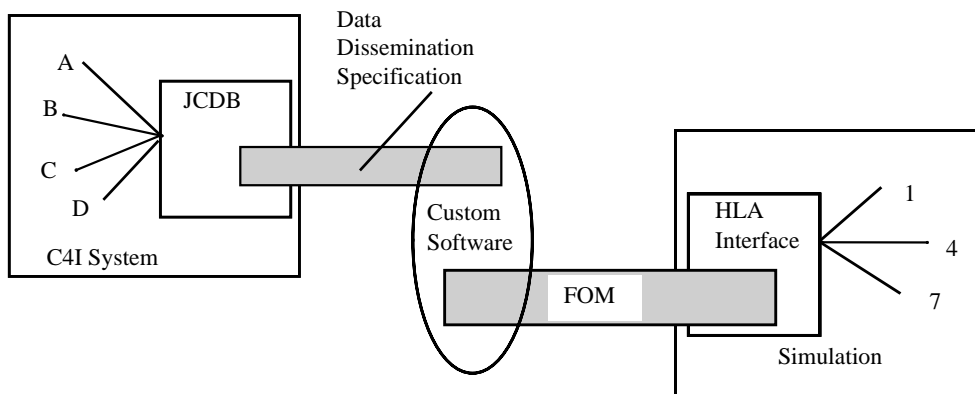 Data
Dissemination
Specification
A
B
C
D
JCDB
C4I System
Custom
Software
FOM
HLA
Interface
1
4
7
Simulation